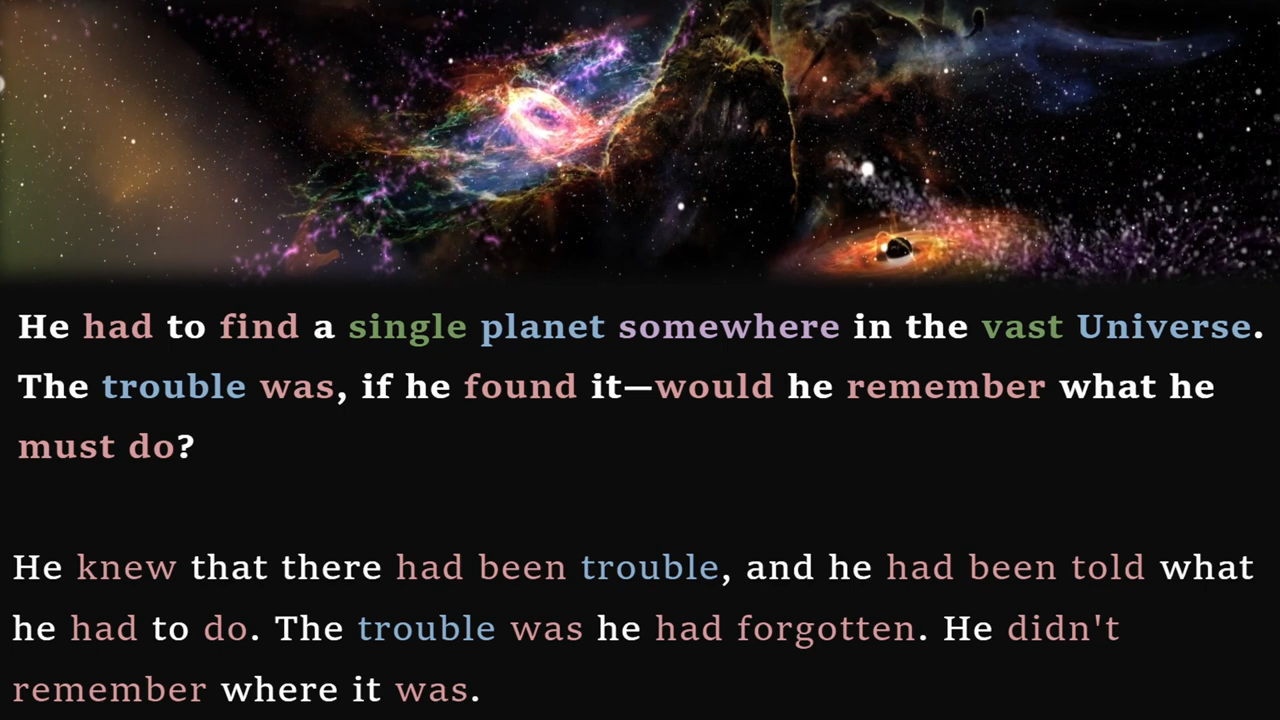 He had to find a single planet somewhere in the vast Universe.
The trouble was, if he found it—would he remember what he
must do?
He knew that there had been trouble, and he had been told what
he had to do. The trouble was he had forgotten. He didn't
remember where it was.